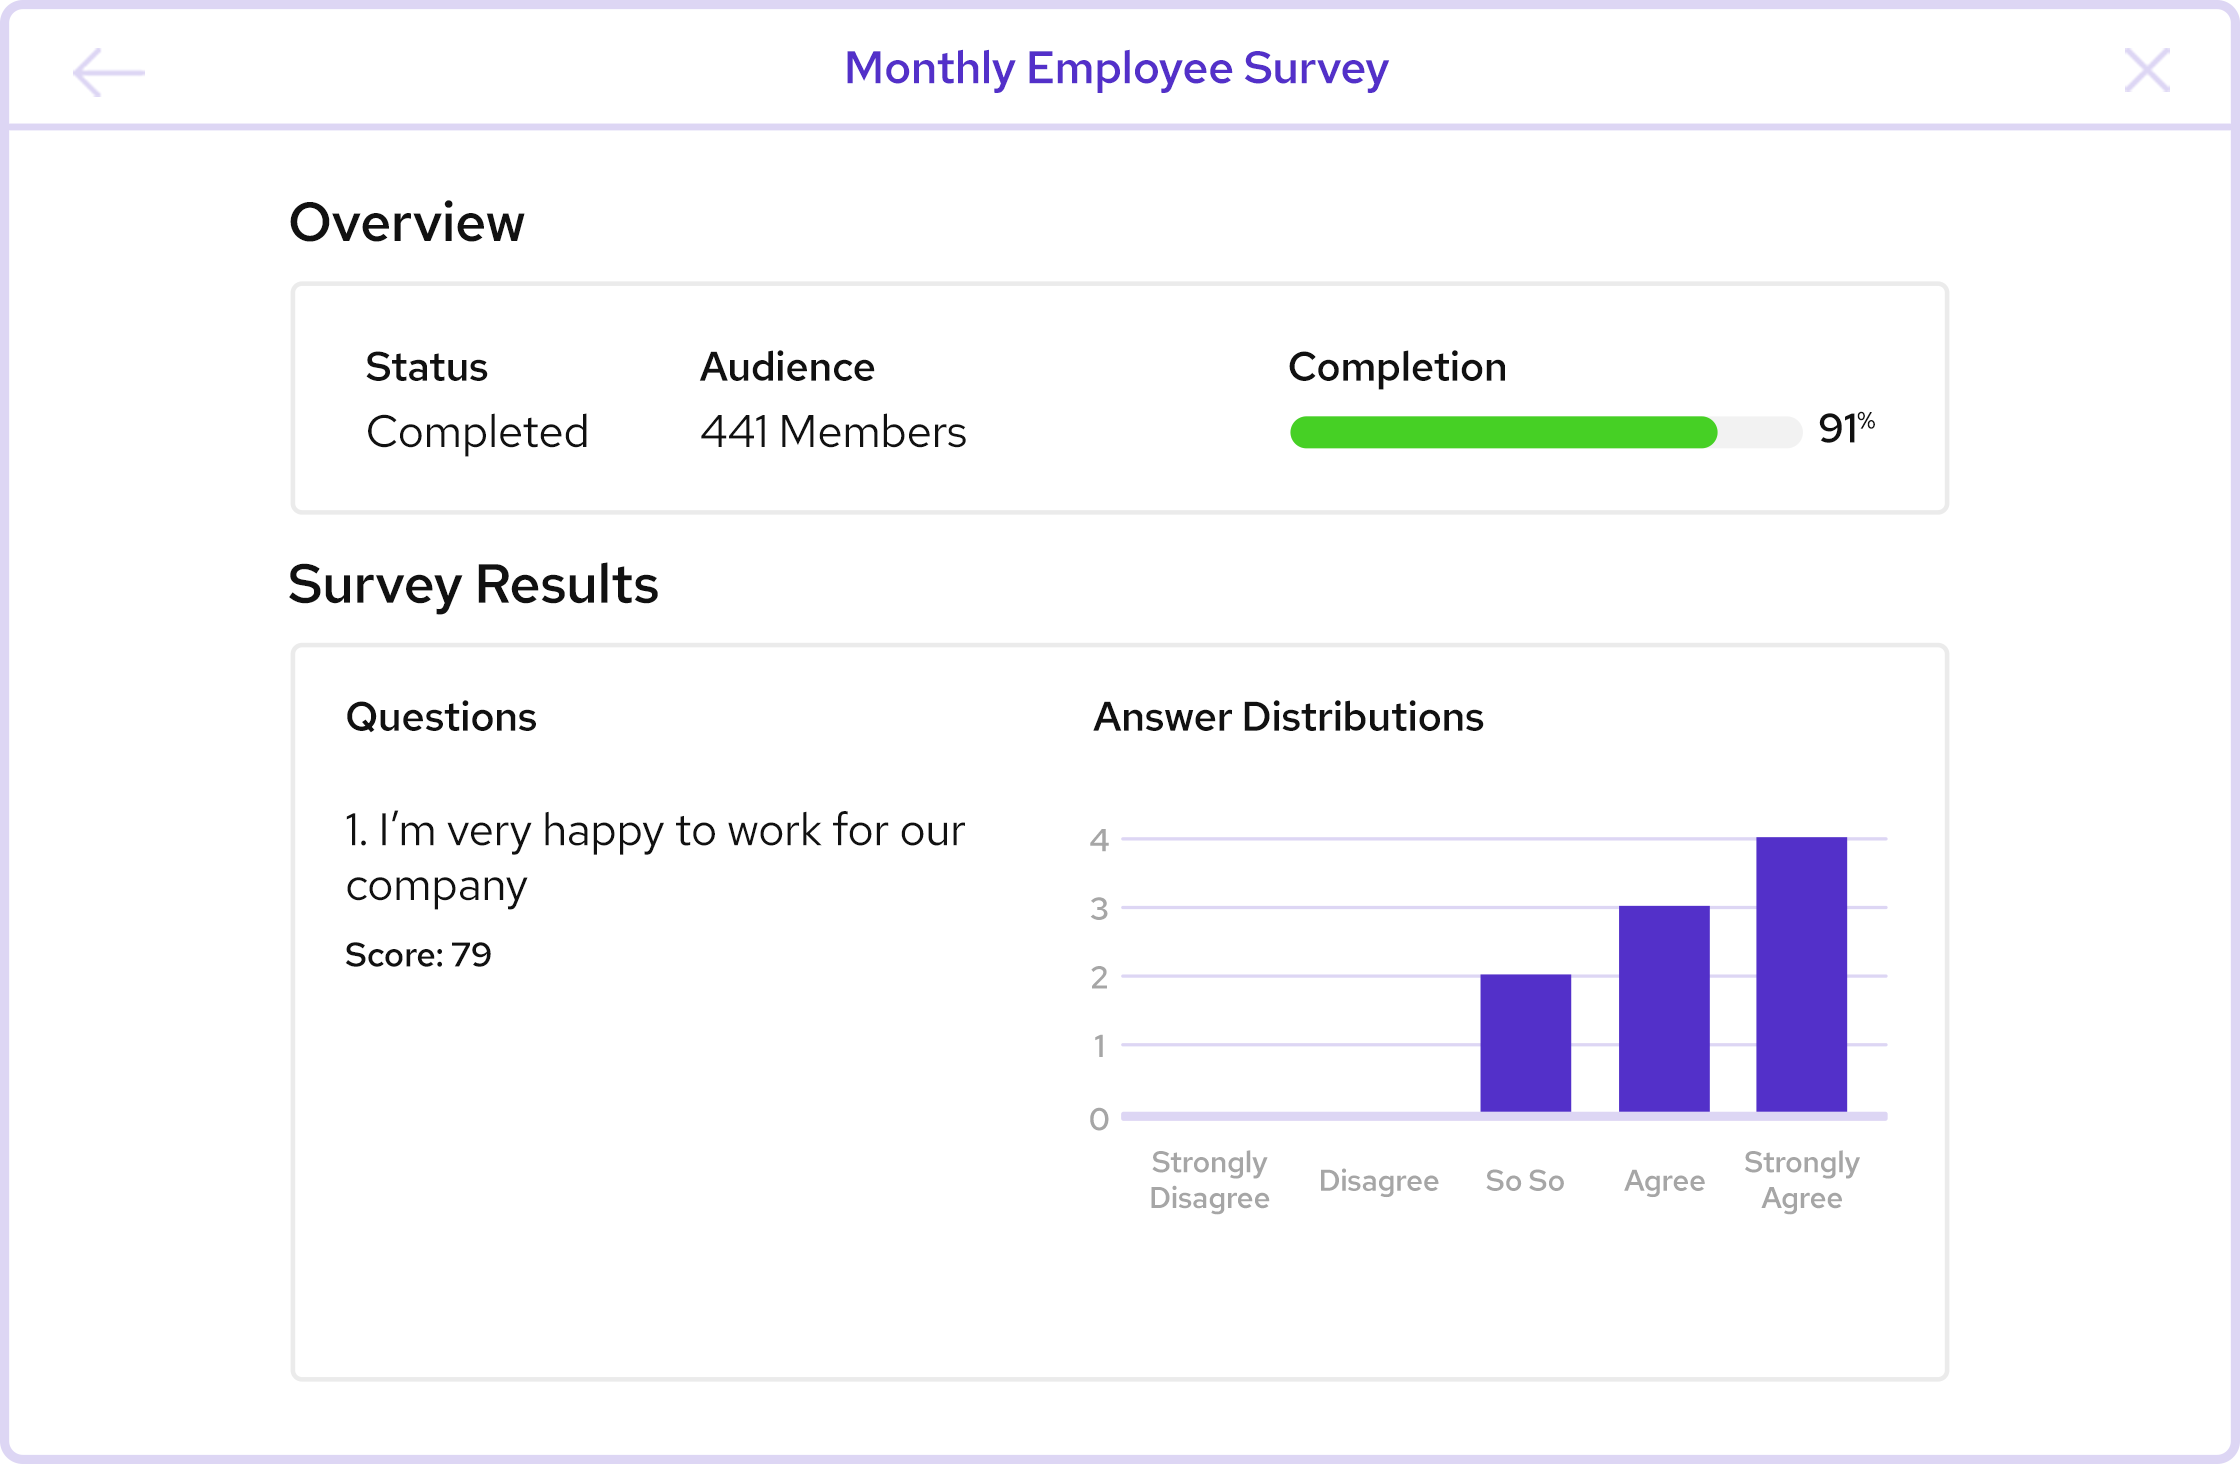 Monthly Employee Survey
Overview
Status
Audience
Completion
Completed
441 Members
91%
Survey Results
Questions
Answer Distributions
1. I’m very happy to work for our
company
Score: 79
4
3
2
1
0
Strongly
Disagree
Disagree
So So
Agree
Strongly
Agree